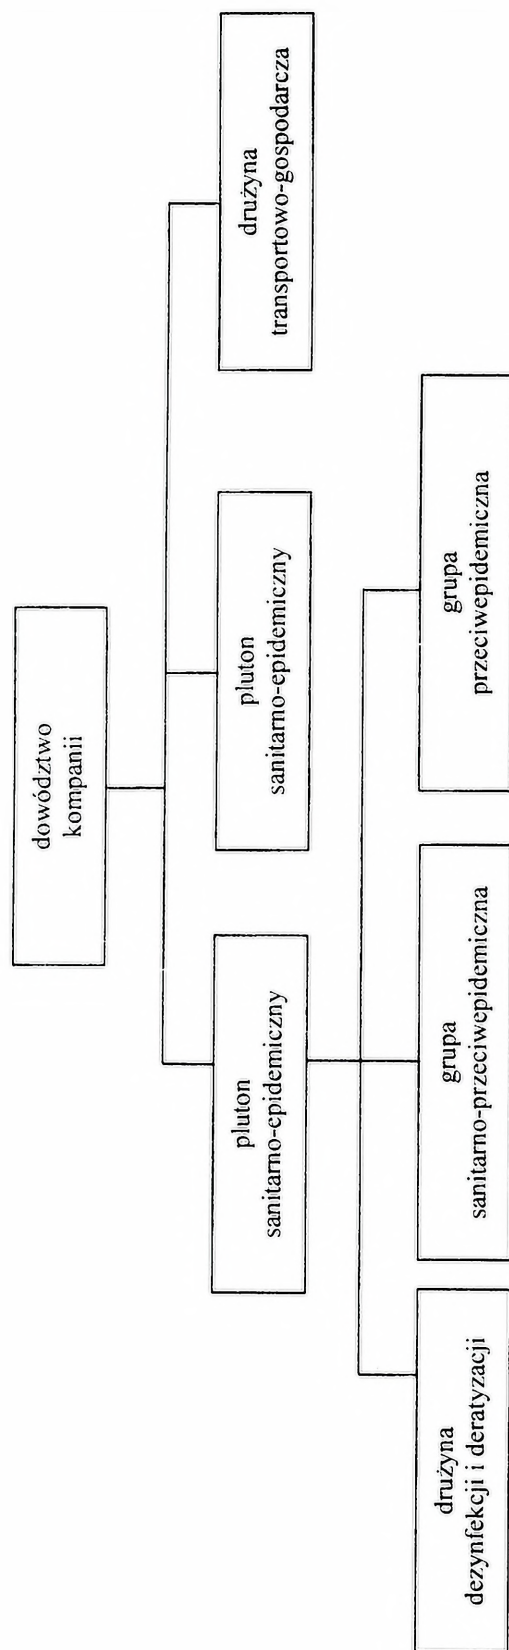 dowództwo
kompanii
pluton
sanitarno-epidemiczny
pluton
sanitarno-epidemiczny
drużyna
transportowo-gospodarcza
drużyna
dezynfekcji i deratyzacji
grupa
sanitarno-przeciwepidemiczna
grupa
przeciwepidemiczna